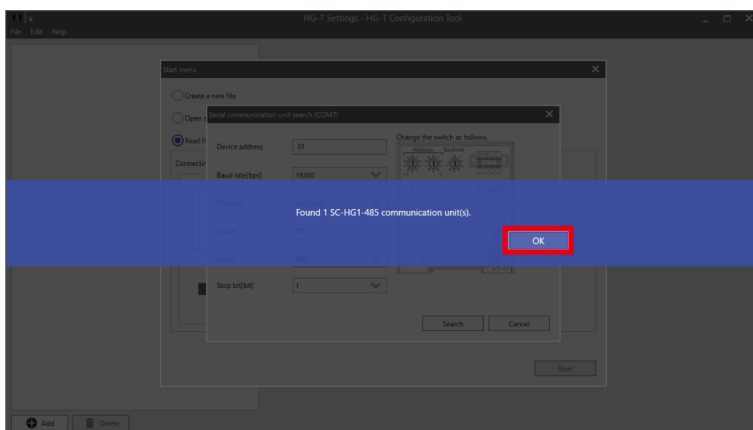 HG-T Settings - HG-T Configuration Tool
File Edit Help
Start menu
Create a new file
Open
Serial communication unit search (COM7)
Read
Device address 01
Change the switch as follows.
Address Baud rate
Baud rate[bps] 19200
Found 1 SC-HG1-485 communication unit(s).
OK
Stop bit[bit] 1
Search Cancel
Start
Add Delete